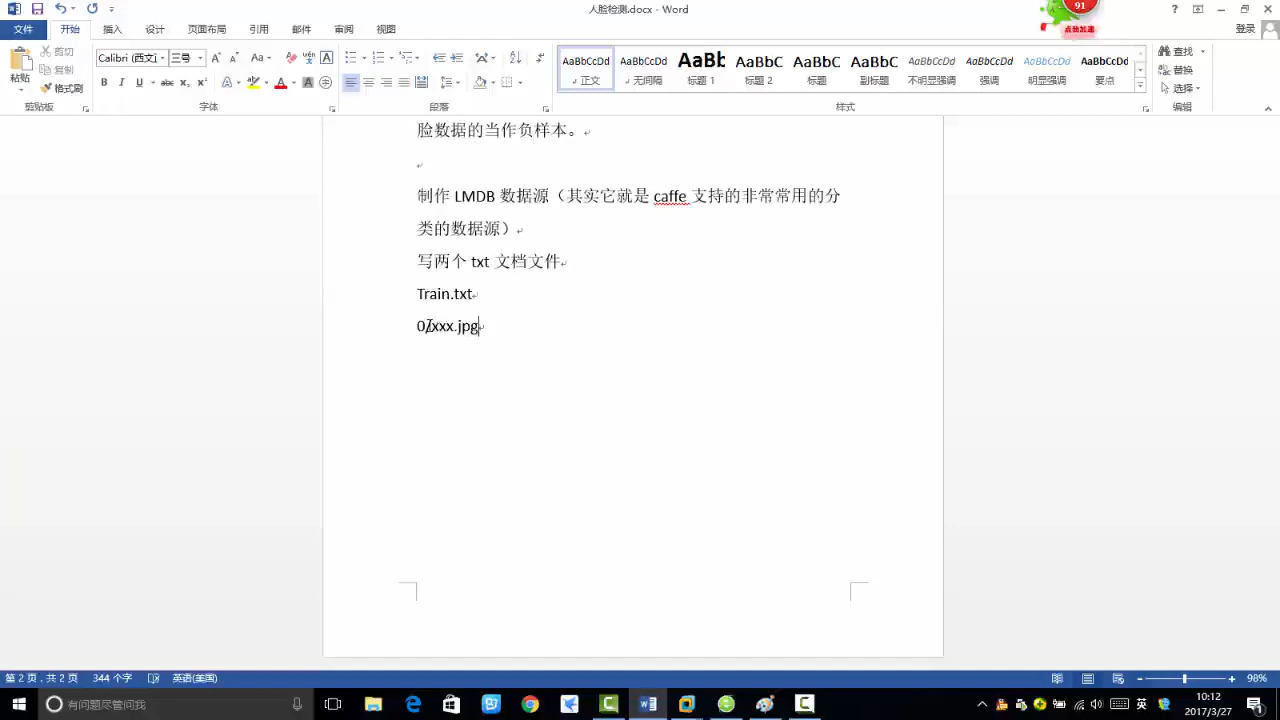 人脸检测.docx - Word
91
点我加速
登录
文件 开始 插入 设计 页面布局 引用 邮件 审阅 视图
粘贴
剪切
复制
格式刷
剪贴板
Calibri (西文 三号
字体
段落
AaBbCcDd AaBbCcDd AaBb AaBbC AaBbC AaBbC AaBbCcDd AaBbCcDd AaBbCcDd AaBbCcDd
正文 无间隔 标题 1 标题 2 标题 副标题 不明显强调 强调 明显强调 要点
样式
查找
替换
选择
编辑
脸数据的当作负样本。
制作 LMDB 数据源（其实它就是 caffe 支持的非常常用的分
类的数据源）
写两个 txt 文档文件
Train.txt
0/xxx.jpg
第 2 页，共 2 页 344 个字 英语(美国) 98%
有问题尽管问我
英
10:12
2017/3/27